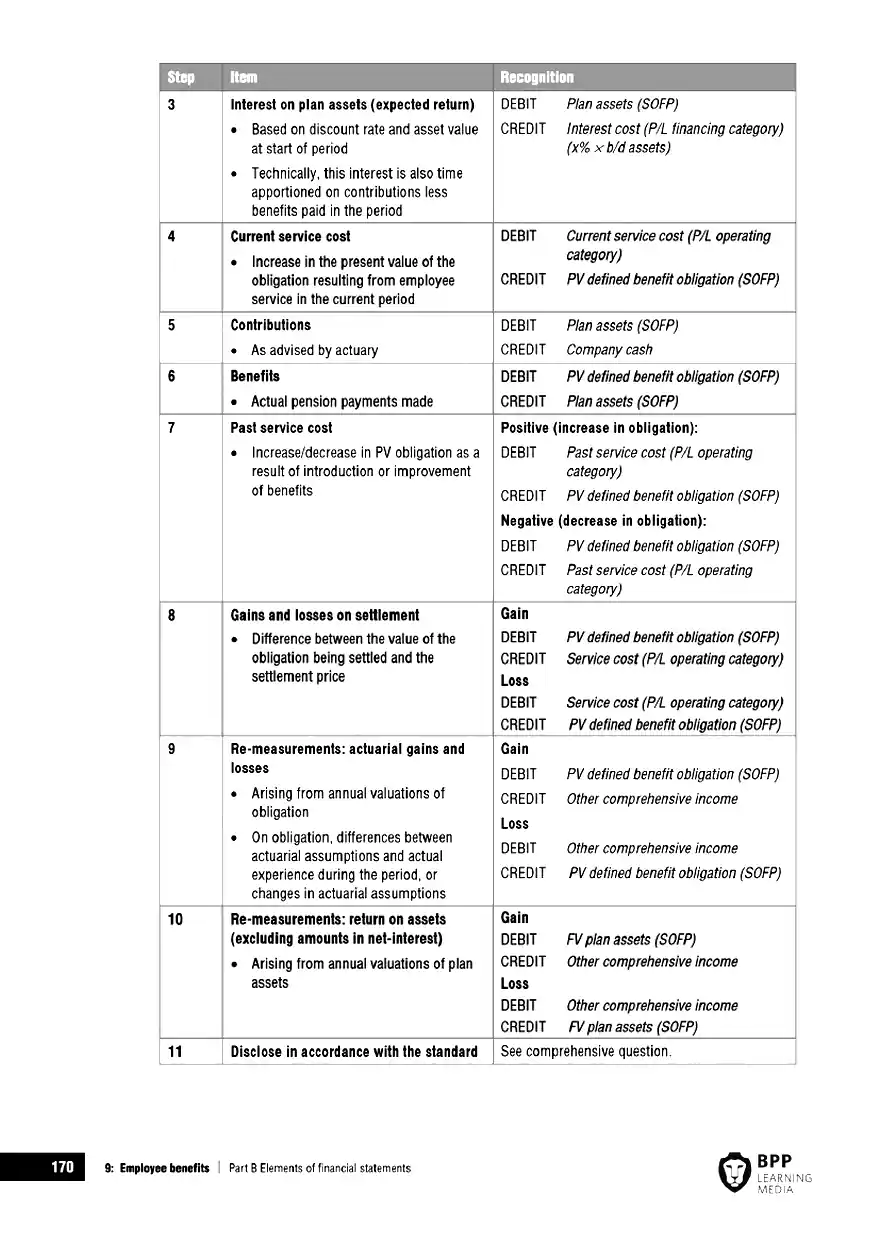 Step Item Recognition
3 Interest on plan assets (expected return) DEBIT Plan assets (SOFP)
• Based on discount rate and asset value CREDIT Interest cost (P/L financing category)
at start of period (x% × b/d assets)
• Technically, this interest is also time
apportioned on contributions less
benefits paid in the period
4 Current service cost DEBIT Current service cost (P/L operating
category)
• Increase in the present value of the
obligation resulting from employee CREDIT PV defined benefit obligation (SOFP)
service in the current period
5 Contributions DEBIT Plan assets (SOFP)
• As advised by actuary CREDIT Company cash
6 Benefits DEBIT PV defined benefit obligation (SOFP)
• Actual pension payments made CREDIT Plan assets (SOFP)
7 Past service cost Positive (increase in obligation):
• Increase/decrease in PV obligation as a DEBIT Past service cost (P/L operating
result of introduction or improvement category)
of benefits CREDIT PV defined benefit obligation (SOFP)
Negative (decrease in obligation):
DEBIT PV defined benefit obligation (SOFP)
CREDIT Past service cost (P/L operating
category)
8 Gains and losses on settlement Gain
• Difference between the value of the DEBIT PV defined benefit obligation (SOFP)
obligation being settled and the CREDIT Service cost (P/L operating category)
settlement price Loss
DEBIT Service cost (P/L operating category)
CREDIT PV defined benefit obligation (SOFP)
9 Re-measurements: actuarial gains and Gain
losses DEBIT PV defined benefit obligation (SOFP)
• Arising from annual valuations of CREDIT Other comprehensive income
obligation Loss
• On obligation, differences between DEBIT Other comprehensive income
actuarial assumptions and actual
experience during the period, or CREDIT PV defined benefit obligation (SOFP)
changes in actuarial assumptions
10 Re-measurements: return on assets Gain
(excluding amounts in net-interest) DEBIT FV plan assets (SOFP)
• Arising from annual valuations of plan CREDIT Other comprehensive income
assets Loss
DEBIT Other comprehensive income
CREDIT FV plan assets (SOFP)
11 Disclose in accordance with the standard See comprehensive question.
170 9: Employee benefits | Part B Elements of financial statements
BPP
LEARNING
MEDIA